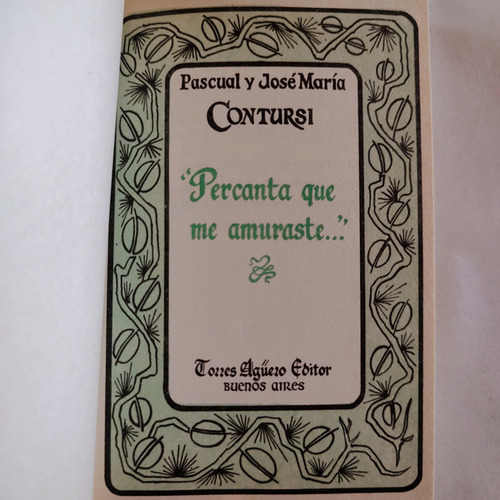 Pascual y José María
CONTURSI
"Percanta que
me amuraste..."
Torres Agüero Editor
BUENOS AIRES